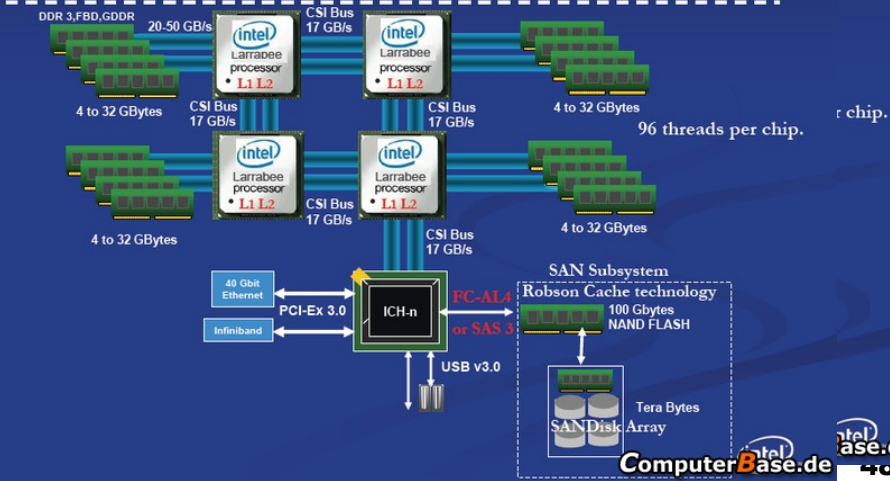 DDR 3,FBD,GDDR
20-50 GB/s
CSI Bus
17 GB/s
intel
Larrabee
processor
L1 L2
intel
Larrabee
processor
L1 L2
4 to 32 GBytes
CSI Bus
17 GB/s
CSI Bus
17 GB/s
4 to 32 GBytes
96 threads per chip.
r chip.
intel
Larrabee
processor
L1 L2
CSI Bus
17 GB/s
intel
Larrabee
processor
L1 L2
4 to 32 GBytes
CSI Bus
17 GB/s
4 to 32 GBytes
40 Gbit
Ethernet
PCI-Ex 3.0
Infiniband
ICH-n
FC-AL4
or SAS 3
USB v3.0
SAN Subsystem
Robson Cache technology
100 Gbytes
NAND FLASH
Tera Bytes
SANDisk Array
intel
ComputerBase.de
ase.
48